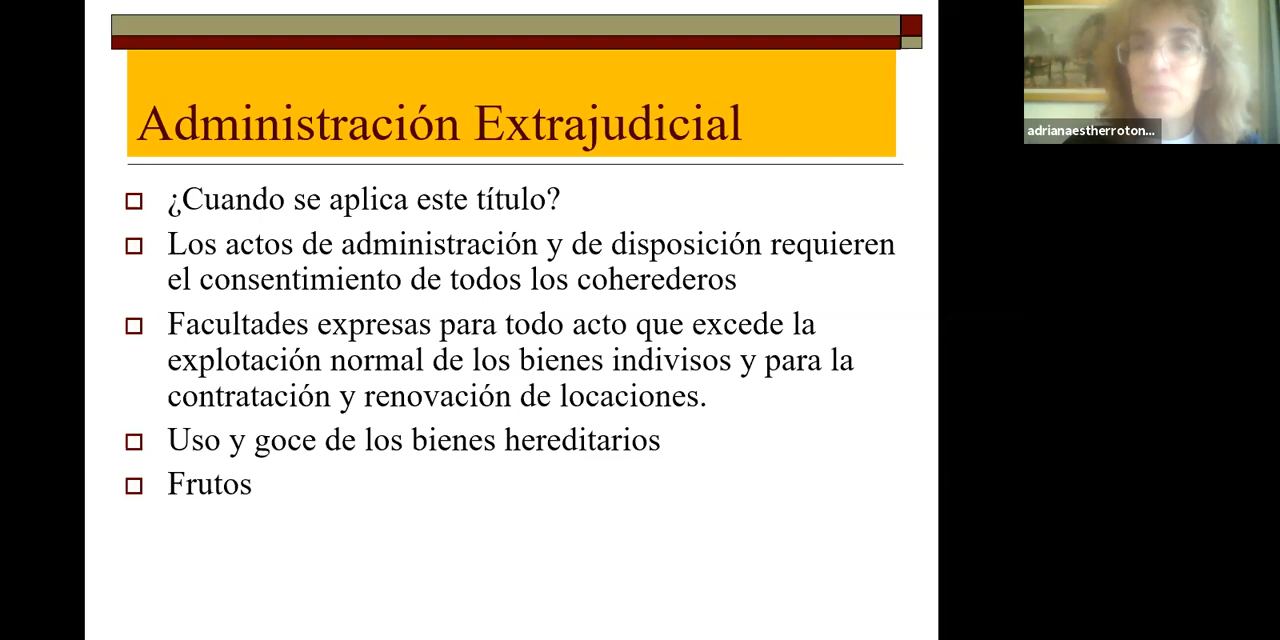 Administración Extrajudicial
¿Cuando se aplica este título?
Los actos de administración y de disposición requieren
el consentimiento de todos los coherederos
Facultades expresas para todo acto que excede la
explotación normal de los bienes indivisos y para la
contratación y renovación de locaciones.
Uso y goce de los bienes hereditarios
Frutos
adrianaestherroton...